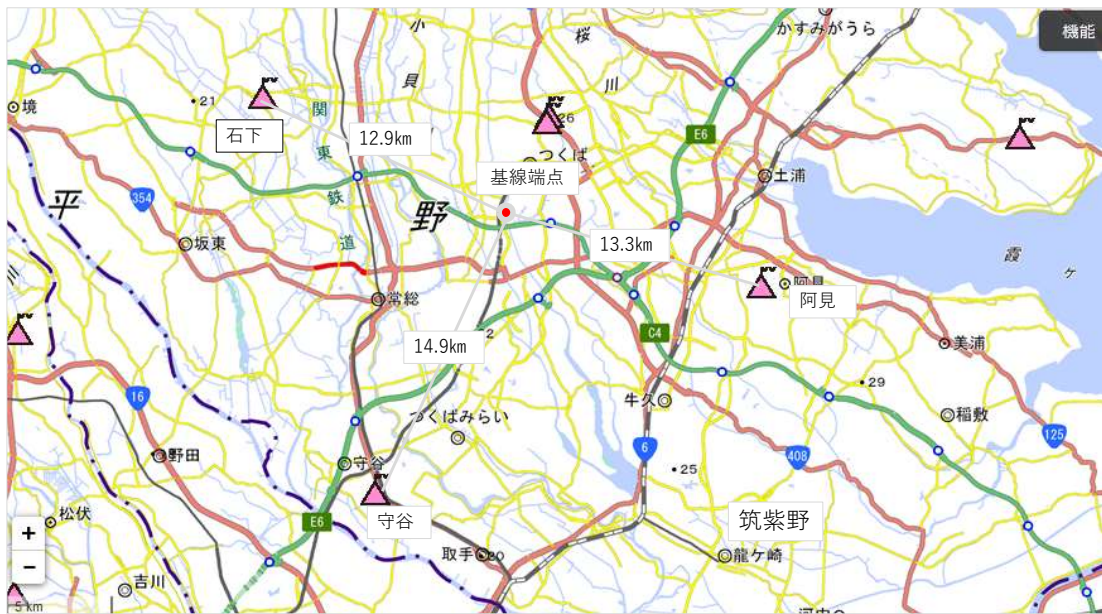 小
桜
かすみがうら
機能
貝
川
境
21
関
26
E6
石下
12.9km
つくば
東
基線端点
土浦
354
平
鉄
野
坂東
道
13.3km
霞
ヶ
阿見
川
常総
阿見
2
14.9km
C4
美浦
16
29
牛久
稲敷
つくばみらい
6
125
野田
守谷
408
25
松伏
E6
守谷
筑紫野
+
取手
20
龍ケ崎
−
吉川
5 km